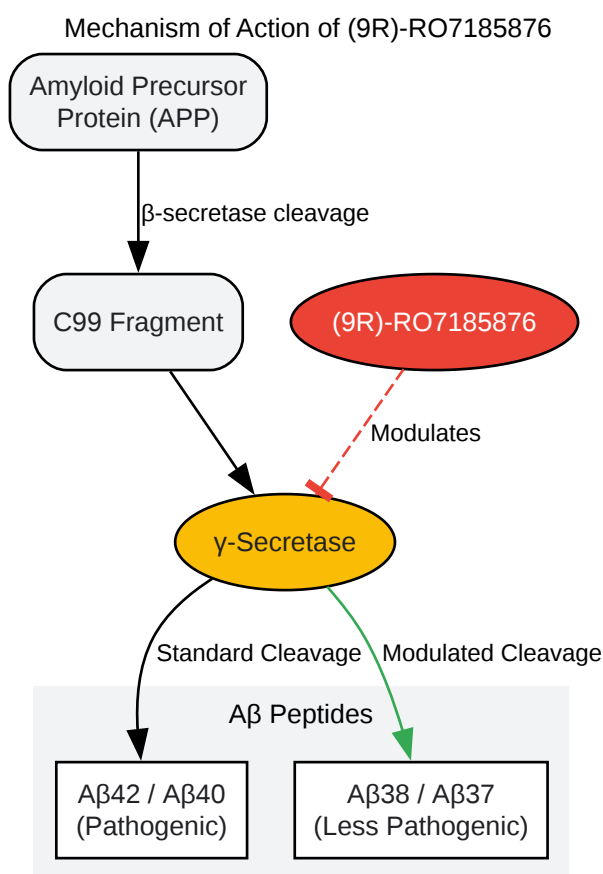 Mechanism of Action of (9R)-RO7185876
Amyloid Precursor
Protein (APP)
β-secretase cleavage
C99 Fragment
(9R)-RO7185876
Modulates
γ-Secretase
Standard Cleavage
Modulated Cleavage
Aβ Peptides
Aβ42 / Aβ40
(Pathogenic)
Aβ38 / Aβ37
(Less Pathogenic)